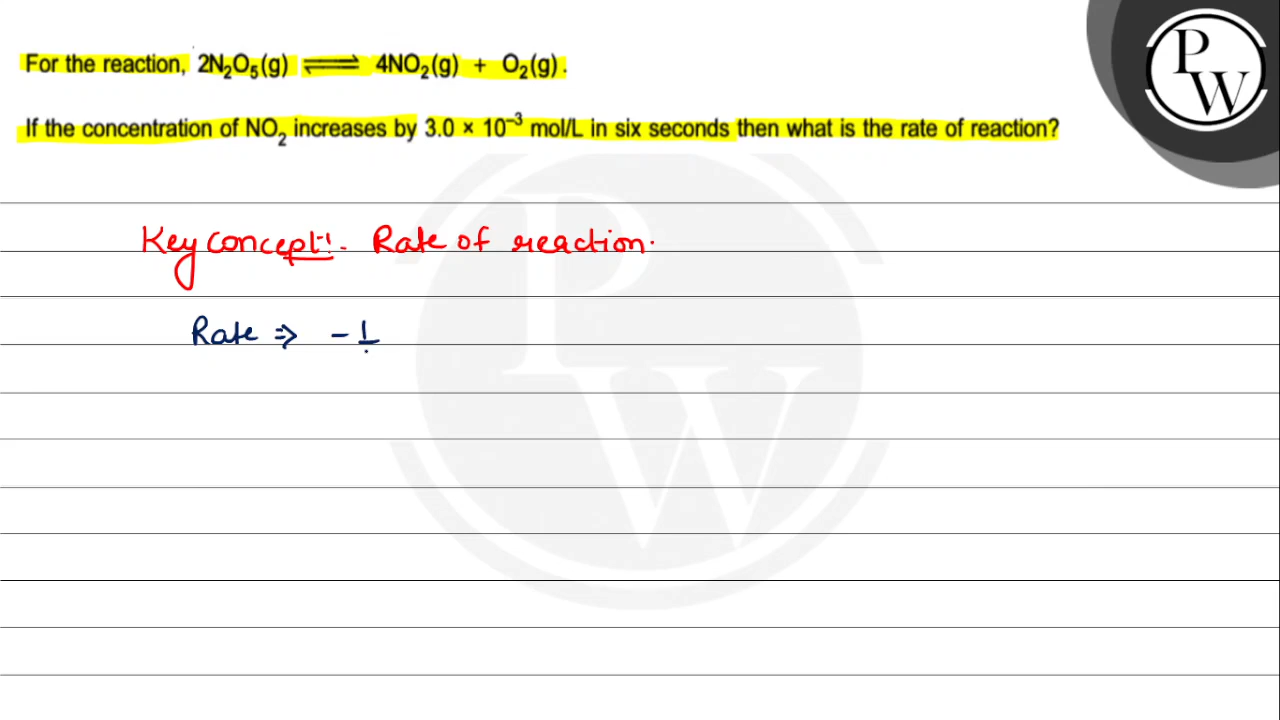 For the reaction, 2N₂O₅(g) ⇌ 4NO₂(g) + O₂(g).
If the concentration of NO₂ increases by 3.0 × 10⁻³ mol/L in six seconds then what is the rate of reaction?
Key concept:- Rate of reaction.
Rate ⇒ - 1
P
W
P
W